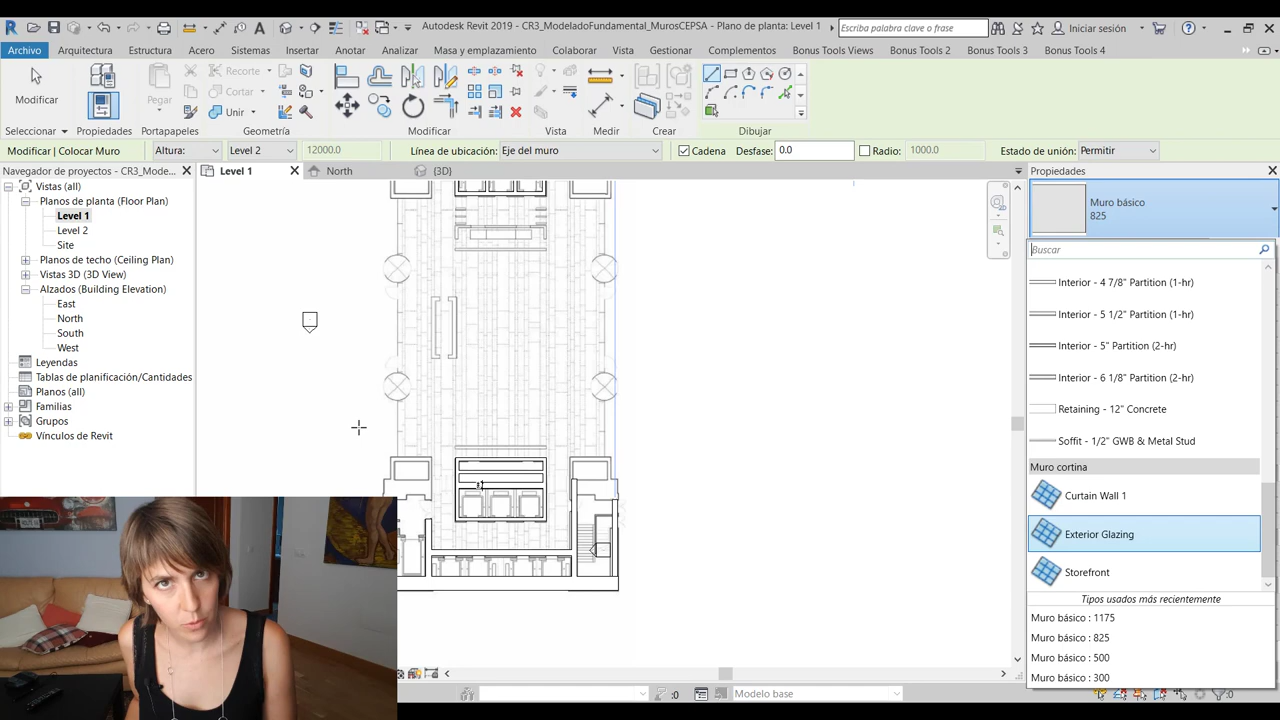 Autodesk Revit 2019 - CR3_ModeladoFundamental_MurosCEPSA - Plano de planta: Level 1
Escriba palabra clave o frase
Iniciar sesión
Archivo Arquitectura Estructura Acero Sistemas Insertar Anotar Analizar Masa y emplazamiento Colaborar Vista Gestionar Complementos Bonus Tools Views Bonus Tools 2 Bonus Tools 3 Bonus Tools 4
Modificar
Pegar
Recorte
Cortar
Unir
Seleccionar Propiedades Portapapeles Geometría Modificar Vista Medir Crear Dibujar
Modificar | Colocar Muro Altura: Level 2 12000.0 Línea de ubicación: Eje del muro Cadena Desfase: 0.0 Radio: 1000.0 Estado de unión: Permitir
Navegador de proyectos - CR3_Mode...
Vistas (all)
Planos de planta (Floor Plan)
Level 1
Level 2
Site
Planos de techo (Ceiling Plan)
Vistas 3D (3D View)
Alzados (Building Elevation)
East
North
South
West
Leyendas
Tablas de planificación/Cantidades
Planos (all)
Familias
Grupos
Vínculos de Revit
Level 1 North {3D}
Propiedades
Muro básico
825
Buscar
Interior - 4 7/8" Partition (1-hr)
Interior - 5 1/2" Partition (1-hr)
Interior - 5" Partition (2-hr)
Interior - 6 1/8" Partition (2-hr)
Retaining - 12" Concrete
Soffit - 1/2" GWB & Metal Stud
Muro cortina
Curtain Wall 1
Exterior Glazing
Storefront
Tipos usados más recientemente
Muro básico : 1175
Muro básico : 825
Muro básico : 500
Muro básico : 300
:0 Modelo base :0